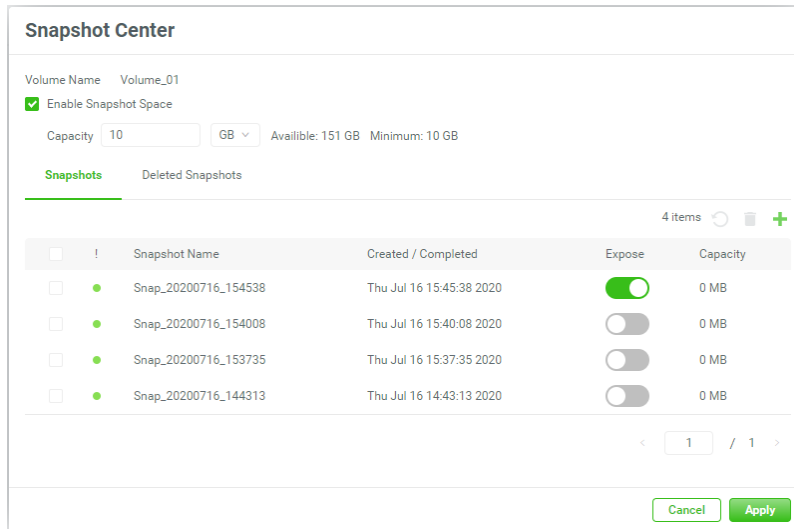 Snapshot Center
Volume Name Volume_01
Enable Snapshot Space
Capacity 10 GB Availible: 151 GB Minimum: 10 GB
Snapshots Deleted Snapshots
4 items
! Snapshot Name Created / Completed Expose Capacity
Snap_20200716_154538 Thu Jul 16 15:45:38 2020 0 MB
Snap_20200716_154008 Thu Jul 16 15:40:08 2020 0 MB
Snap_20200716_153735 Thu Jul 16 15:37:35 2020 0 MB
Snap_20200716_144313 Thu Jul 16 14:43:13 2020 0 MB
< 1 / 1 >
Cancel Apply